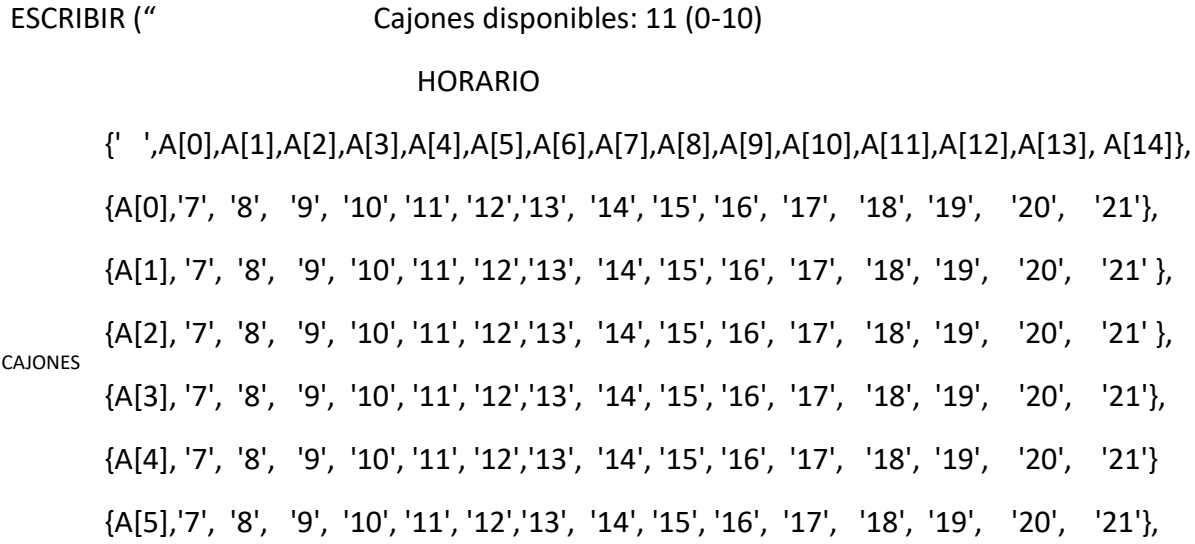 ESCRIBIR (“ Cajones disponibles: 11 (0-10)
HORARIO
{' ',A[0],A[1],A[2],A[3],A[4],A[5],A[6],A[7],A[8],A[9],A[10],A[11],A[12],A[13], A[14]},
{A[0],'7', '8', '9', '10', '11', '12','13', '14', '15', '16', '17', '18', '19', '20', '21'},
{A[1], '7', '8', '9', '10', '11', '12','13', '14', '15', '16', '17', '18', '19', '20', '21' },
{A[2], '7', '8', '9', '10', '11', '12','13', '14', '15', '16', '17', '18', '19', '20', '21' },
CAJONES
{A[3], '7', '8', '9', '10', '11', '12','13', '14', '15', '16', '17', '18', '19', '20', '21'},
{A[4], '7', '8', '9', '10', '11', '12','13', '14', '15', '16', '17', '18', '19', '20', '21'}
{A[5],'7', '8', '9', '10', '11', '12','13', '14', '15', '16', '17', '18', '19', '20', '21'},